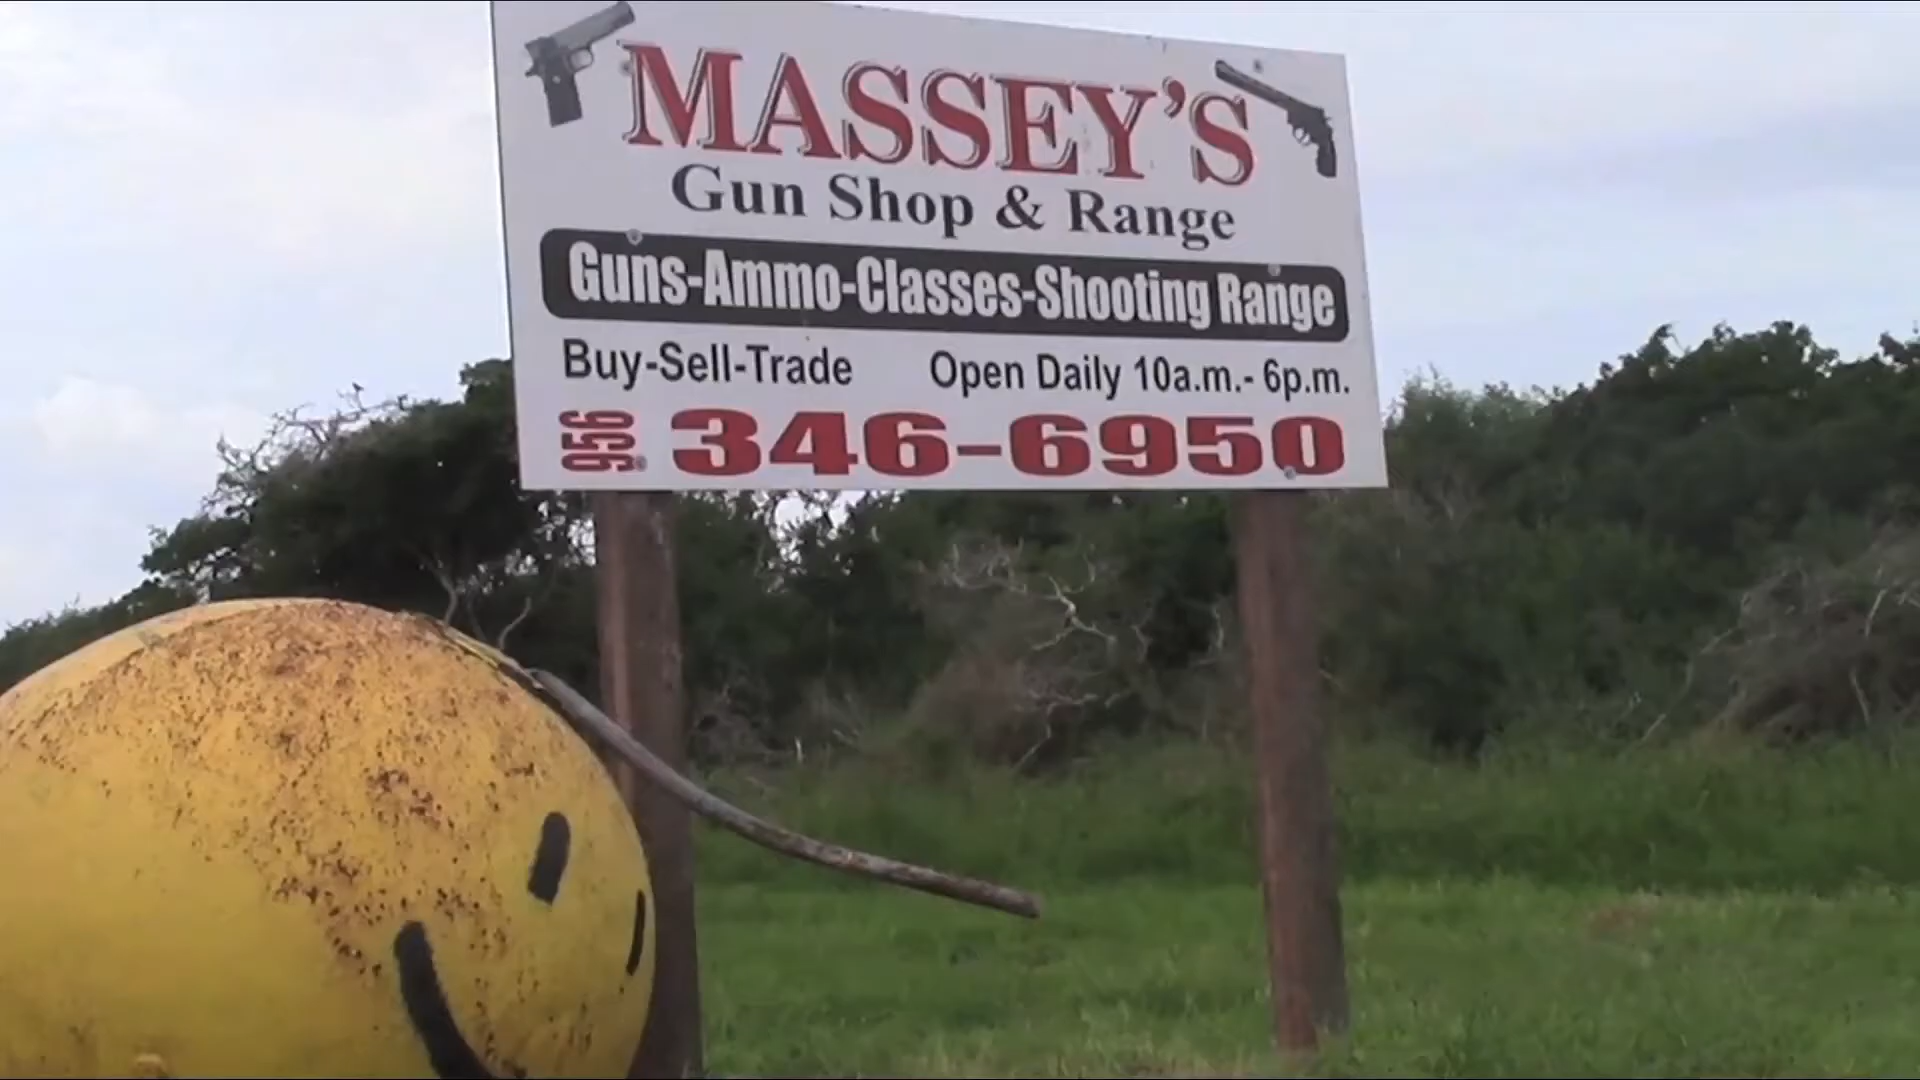 MASSEY'S
Gun Shop & Range
Guns-Ammo-Classes-Shooting Range
Buy-Sell-Trade Open Daily 10a.m.- 6p.m.
956 346-6950